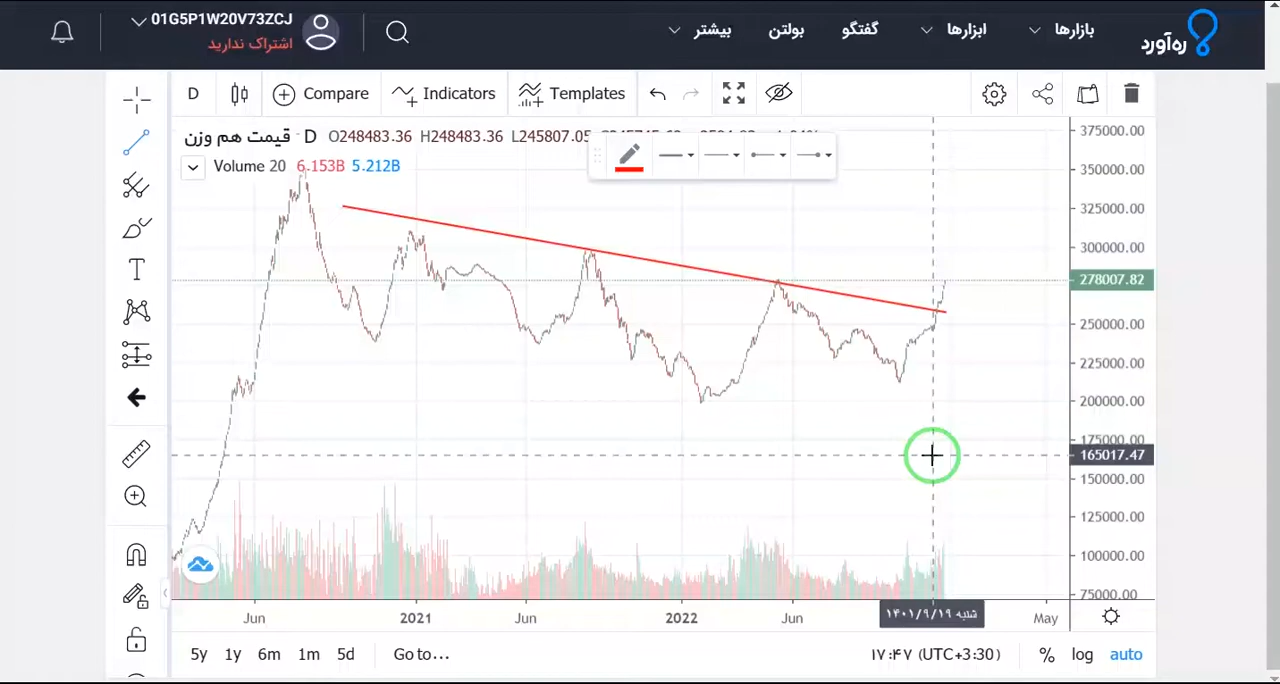 01G5P1W20V73ZCJ
اشتراک ندارید
بازارها
ابزارها
گفتگو
بولتن
بیشتر
ره‌آورد
D
Compare
Indicators
Templates
قیمت هم وزن
D O248483.36 H248483.36 L245807.05
Volume 20 6.153B 5.212B
375000.00
350000.00
325000.00
300000.00
278007.82
250000.00
225000.00
200000.00
175000.00
165017.47
150000.00
125000.00
100000.00
75000.00
Jun 2021 Jun 2022 Jun
شنبه ۱۴۰۱/۹/۱۹
May
5y 1y 6m 1m 5d Go to...
۱۷:۴۷ (UTC+3:30) % log auto